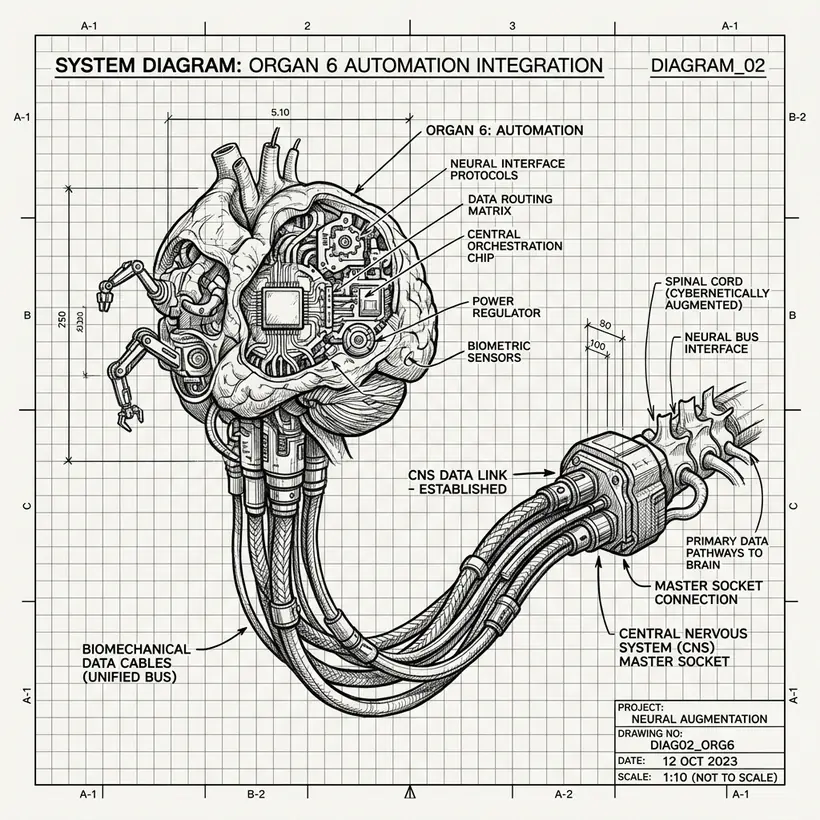 A-1 2 3 A-1
SYSTEM DIAGRAM: ORGAN 6 AUTOMATION INTEGRATION
DIAGRAM_02
A-1
B-2
5.10
ORGAN 6: AUTOMATION
NEURAL INTERFACE
PROTOCOLS
DATA ROUTING
MATRIX
CENTRAL
ORCHESTRATION
CHIP
POWER
REGULATOR
BIOMETRIC
SENSORS
SPINAL CORD
(CYBERNETICALLY
AUGMENTED)
NEURAL BUS
INTERFACE
B
B
250
80
100
CNS DATA LINK
– ESTABLISHED
C
C
PRIMARY DATA
PATHWAYS TO
BRAIN
MASTER SOCKET
CONNECTION
CENTRAL NERVOUS
SYSTEM (CNS)
MASTER SOCKET
BIOMECHANICAL
DATA CABLES
(UNIFIED BUS)
A-1
A-1
PROJECT:
NEURAL AUGMENTATION
DRAWING NO:
DIAG02_ORG6
DATE: 12 OCT 2023
SCALE: 1:10 (NOT TO SCALE)
A-1 B-2 A-2 A-1